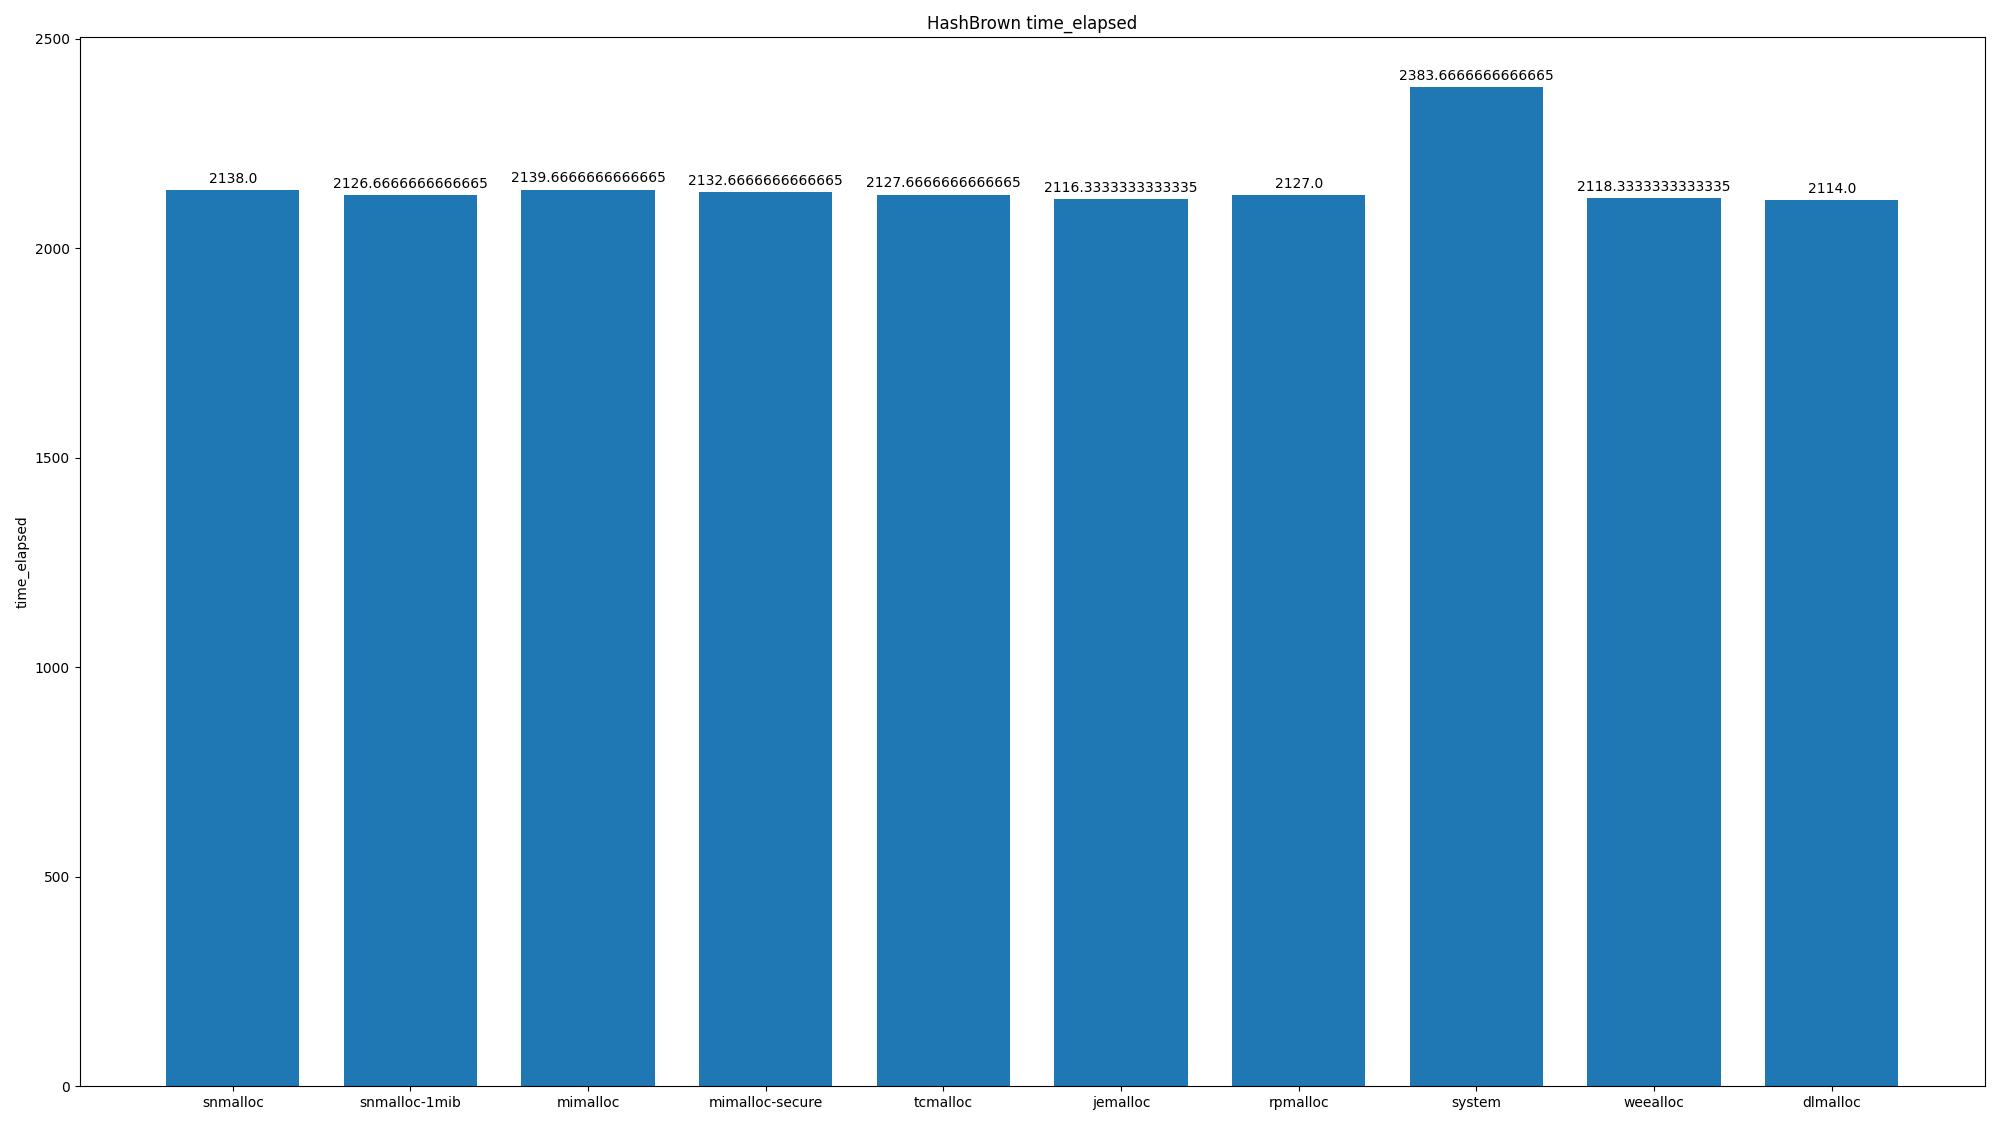 HashBrown time_elapsed
2500
2000
1500
1000
500
0
time_elapsed
2138.0
2126.6666666666665
2139.6666666666665
2132.6666666666665
2127.6666666666665
2116.3333333333335
2127.0
2383.6666666666665
2118.3333333333335
2114.0
snmalloc
snmalloc-1mib
mimalloc
mimalloc-secure
tcmalloc
jemalloc
rpmalloc
system
weealloc
dlmalloc